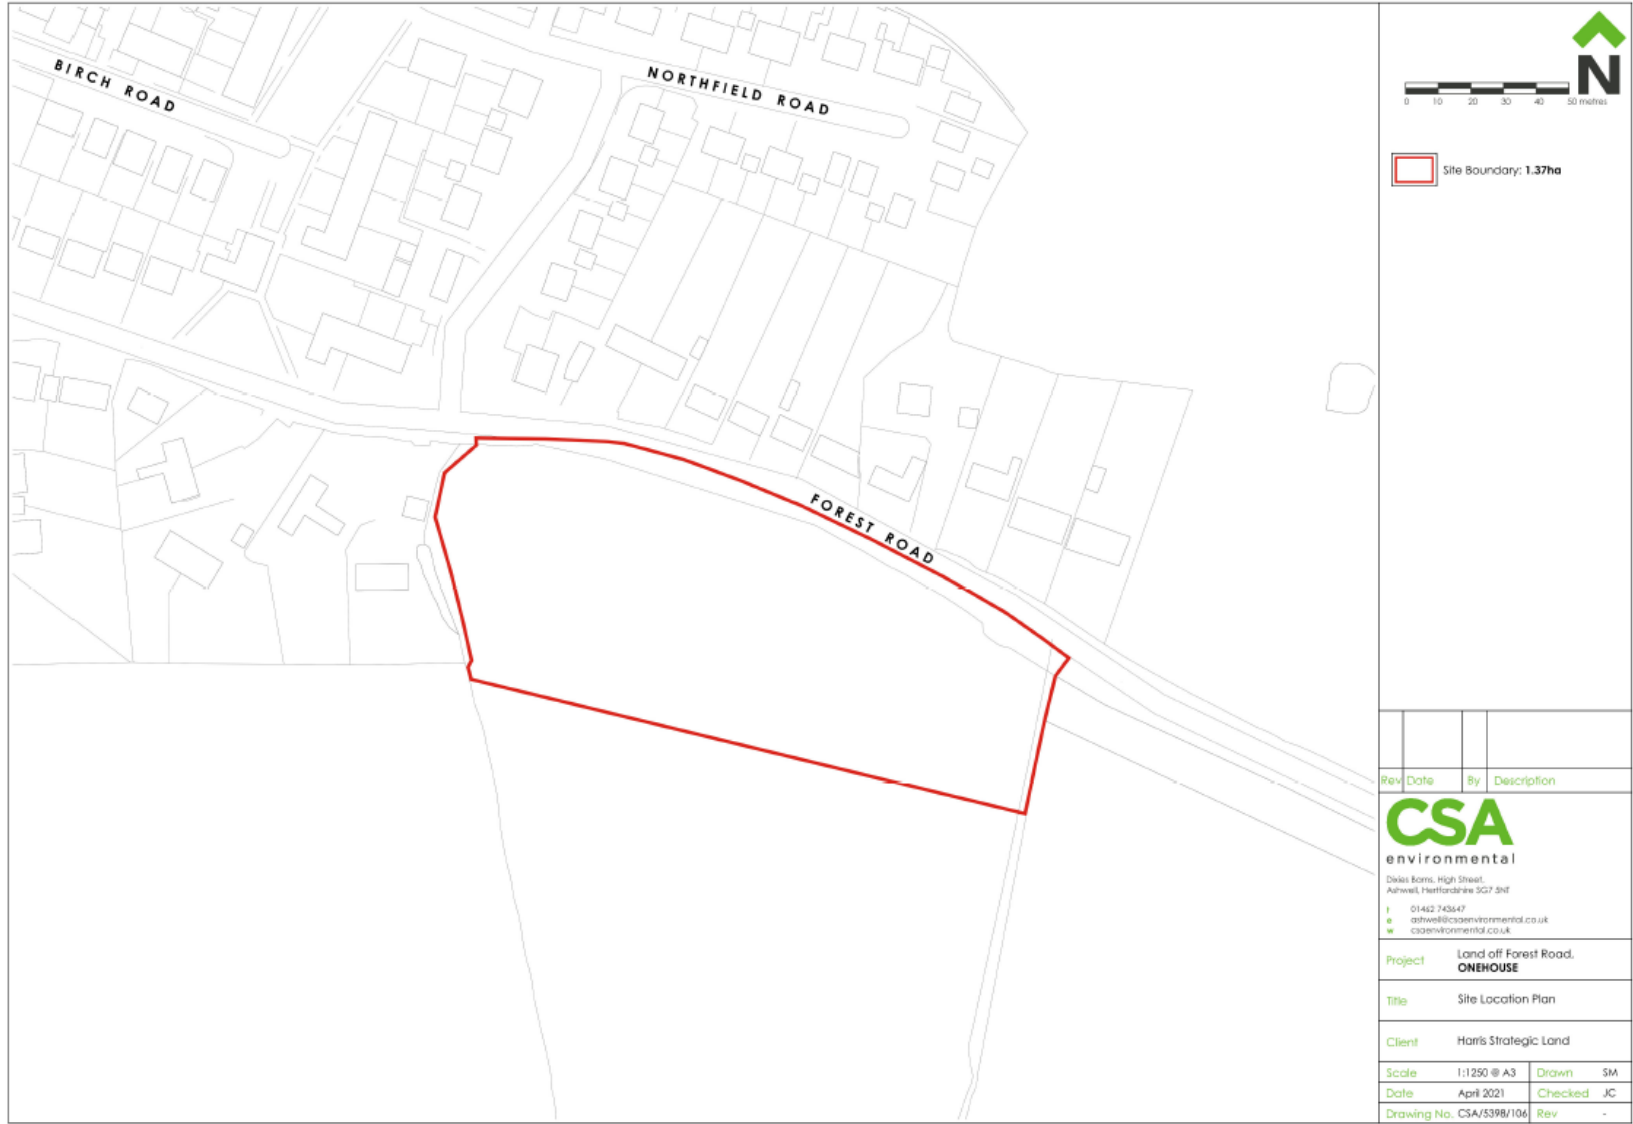 BIRCH ROAD
NORTHFIELD ROAD
FOREST ROAD
N
0 10 20 30 40 50 metres
Site Boundary: 1.37ha
Rev Date By Description
CSA
environmental
Dixies Barns, High Street,
Ashwell, Hertfordshire SG7 5NT
t 01462 743647
e ashwell@csaenvironmental.co.uk
w csaenvironmental.co.uk
Project Land off Forest Road,
ONEHOUSE
Title Site Location Plan
Client Harris Strategic Land
Scale 1:1250 @ A3 Drawn SM
Date April 2021 Checked JC
Drawing No. CSA/5398/106 Rev -